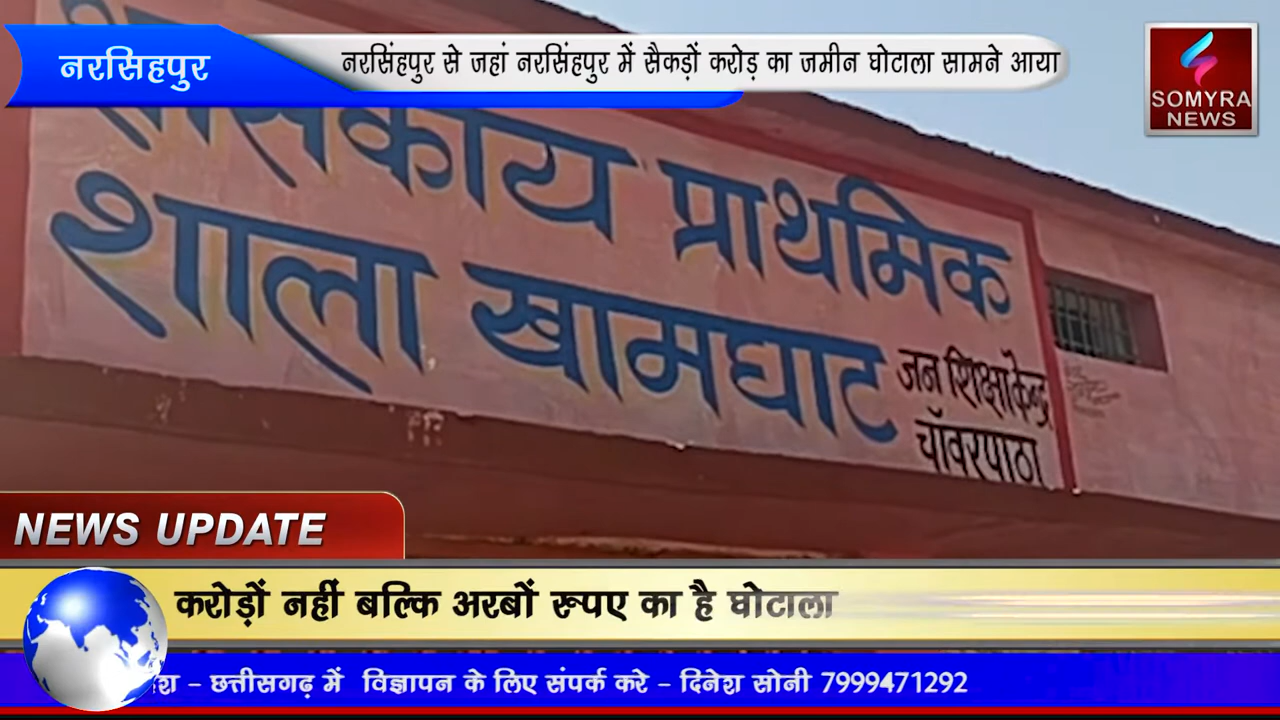 नरसिहपुर
नरसिंहपुर से जहां नरसिंहपुर में सैकड़ों करोड़ का जमीन घोटाला सामने आया
SOMYRA
NEWS
प्राथमिक
शाला खामघाट
जन शिक्षाकेन्द्र
चॉवरपाठा
NEWS UPDATE
करोड़ों नहीं बल्कि अरबों रूपए का है घोटाला
– छत्तीसगढ़ में विज्ञापन के लिए संपर्क करे – दिनेश सोनी 7999471292